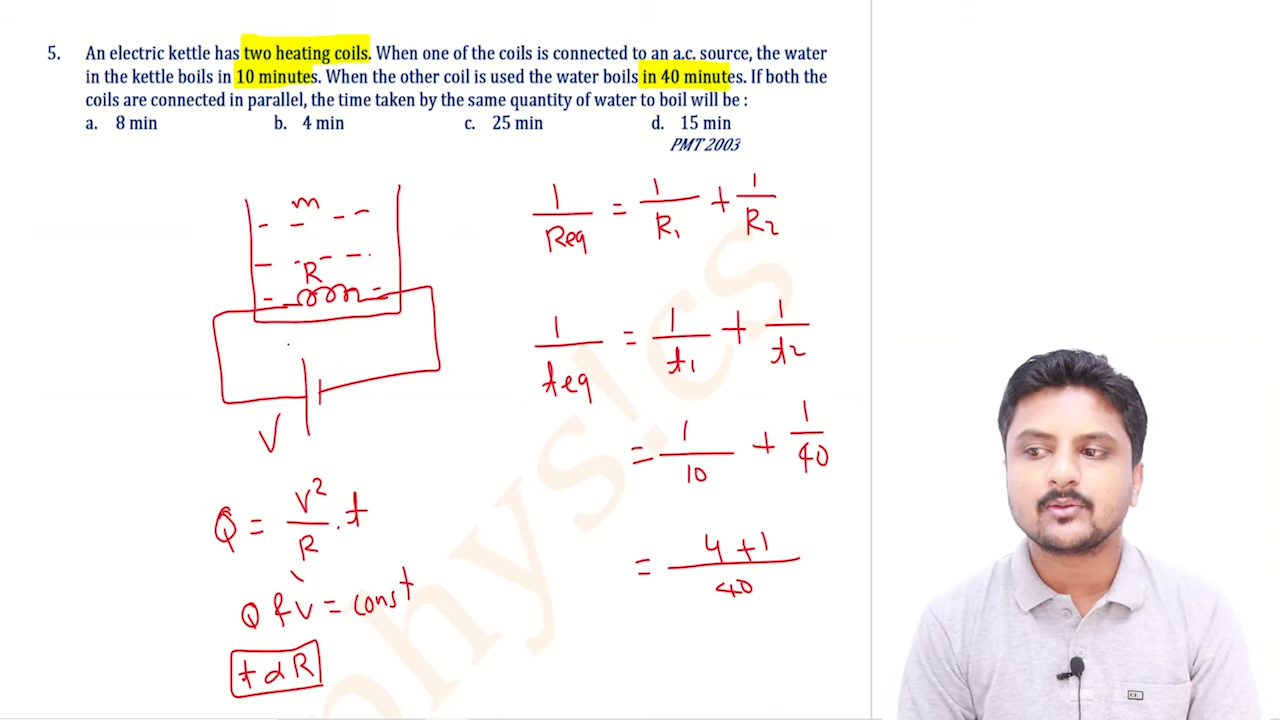 5. An electric kettle has two heating coils. When one of the coils is connected to an a.c. source, the water
in the kettle boils in 10 minutes. When the other coil is used the water boils in 40 minutes. If both the
coils are connected in parallel, the time taken by the same quantity of water to boil will be :
a. 8 min b. 4 min c. 25 min d. 15 min
PMT 2003
m
R
V
Q = V²/R . t
Q & V = const
t α R
1/Req = 1/R₁ + 1/R₂
1/teq = 1/t₁ + 1/t₂
= 1/10 + 1/40
= 4+1/40
phys!cs